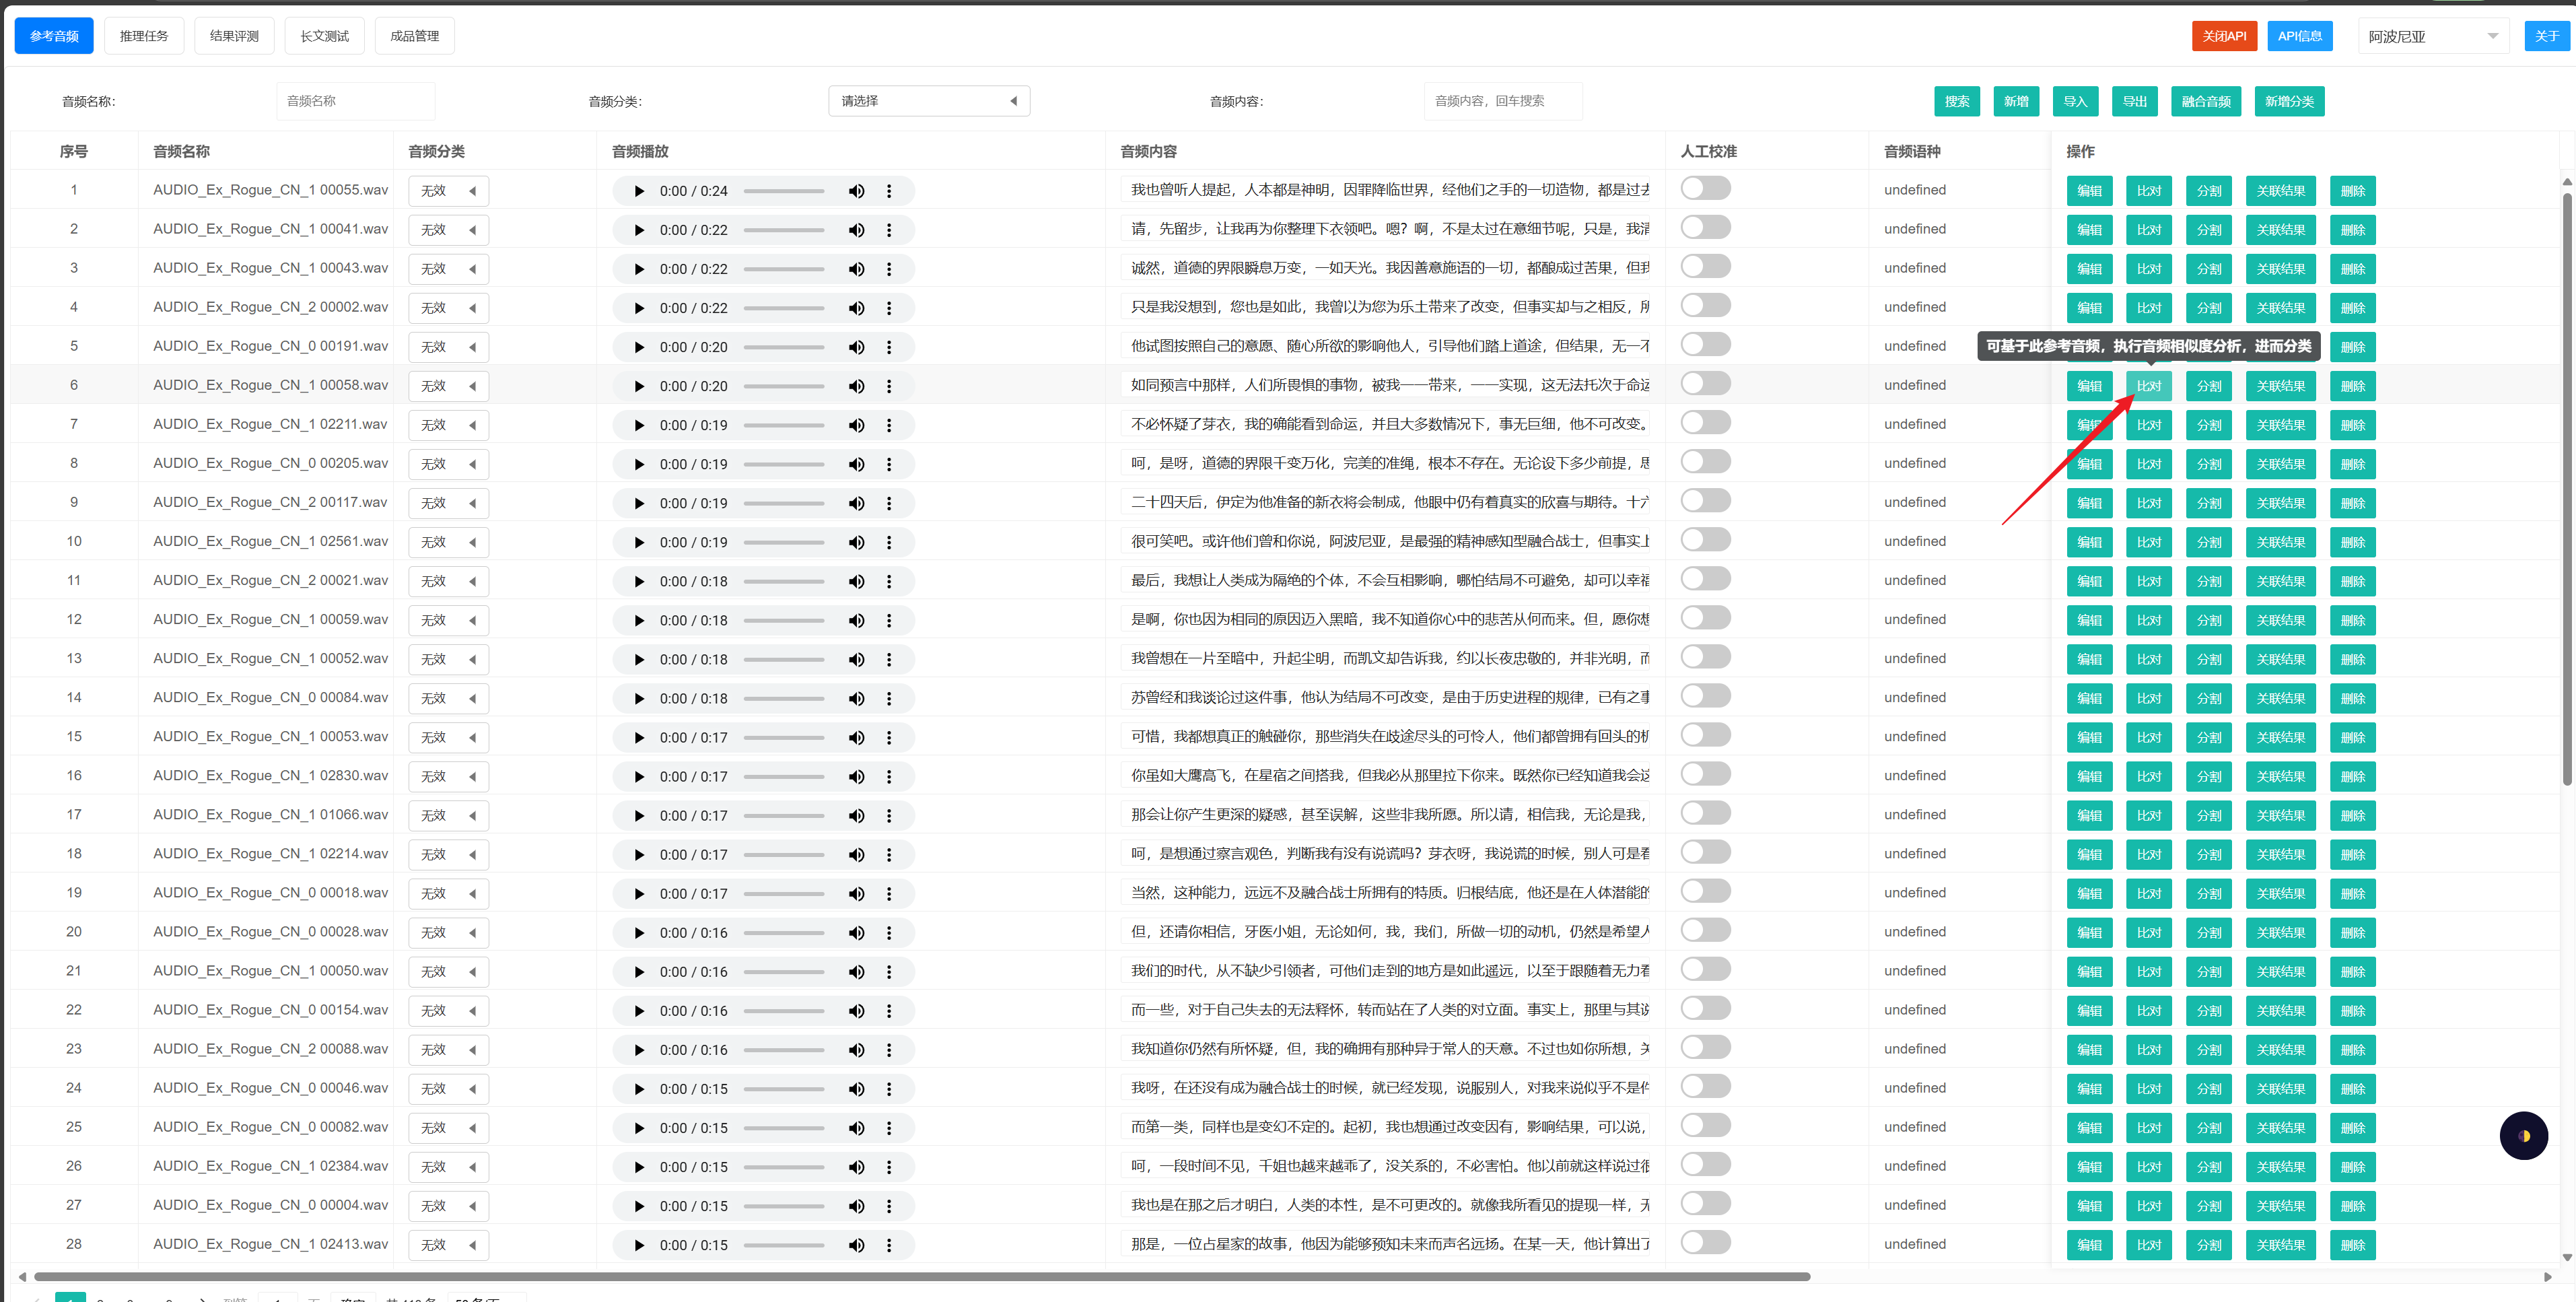 参考音频 推理任务 结果评测 长文测试 成品管理 关闭API API信息 阿波尼亚 关于
音频名称： 音频名称 音频分类： 请选择 音频内容： 音频内容，回车搜索 搜索 新增 导入 导出 融合音频 新增分类
序号 音频名称 音频分类 音频播放 音频内容 人工校准 音频语种 操作
1 AUDIO_Ex_Rogue_CN_1 00055.wav 无效 0:00 / 0:24 我也曾听人提起，人本都是神明，因罪降临世界，经他们之手的一切造物，都是过去 undefined 编辑 比对 分割 关联结果 删除
2 AUDIO_Ex_Rogue_CN_1 00041.wav 无效 0:00 / 0:22 请，先留步，让我再为你整理下衣领吧。嗯？啊，不是太过在意细节呢，只是，我清 undefined 编辑 比对 分割 关联结果 删除
3 AUDIO_Ex_Rogue_CN_1 00043.wav 无效 0:00 / 0:22 诚然，道德的界限瞬息万变，一如天光。我因善意施语的一切，都酿成过苦果，但我 undefined 编辑 比对 分割 关联结果 删除
4 AUDIO_Ex_Rogue_CN_2 00002.wav 无效 0:00 / 0:22 只是我没想到，您也是如此，我曾以为您为乐土带来了改变，但事实却与之相反，所 undefined 编辑 比对 分割 关联结果 删除
5 AUDIO_Ex_Rogue_CN_0 00191.wav 无效 0:00 / 0:20 他试图按照自己的意愿、随心所欲的影响他人，引导他们踏上道途，但结果，无一不 undefined 删除
可基于此参考音频，执行音频相似度分析，进而分类
6 AUDIO_Ex_Rogue_CN_1 00058.wav 无效 0:00 / 0:20 如同预言中那样，人们所畏惧的事物，被我一一带来，一一实现，这无法托次于命运 undefined 编辑 比对 分割 关联结果 删除
7 AUDIO_Ex_Rogue_CN_1 02211.wav 无效 0:00 / 0:19 不必怀疑了芽衣，我的确能看到命运，并且大多数情况下，事无巨细，他不可改变。 undefined 编辑 比对 分割 关联结果 删除
8 AUDIO_Ex_Rogue_CN_0 00205.wav 无效 0:00 / 0:19 呵，是呀，道德的界限千变万化，完美的准绳，根本不存在。无论设下多少前提，思 undefined 编辑 比对 分割 关联结果 删除
9 AUDIO_Ex_Rogue_CN_2 00117.wav 无效 0:00 / 0:19 二十四天后，伊定为他准备的新衣将会制成，他眼中仍有着真实的欣喜与期待。十六 undefined 编辑 比对 分割 关联结果 删除
10 AUDIO_Ex_Rogue_CN_1 02561.wav 无效 0:00 / 0:19 很可笑吧。或许他们曾和你说，阿波尼亚，是最强的精神感知型融合战士，但事实上 undefined 编辑 比对 分割 关联结果 删除
11 AUDIO_Ex_Rogue_CN_2 00021.wav 无效 0:00 / 0:18 最后，我想让人类成为隔绝的个体，不会互相影响，哪怕结局不可避免，却可以幸福 undefined 编辑 比对 分割 关联结果 删除
12 AUDIO_Ex_Rogue_CN_1 00059.wav 无效 0:00 / 0:18 是啊，你也因为相同的原因迈入黑暗，我不知道你心中的悲苦从何而来。但，愿你想 undefined 编辑 比对 分割 关联结果 删除
13 AUDIO_Ex_Rogue_CN_1 00052.wav 无效 0:00 / 0:18 我曾想在一片至暗中，升起尘明，而凯文却告诉我，约以长夜忠敬的，并非光明，而 undefined 编辑 比对 分割 关联结果 删除
14 AUDIO_Ex_Rogue_CN_0 00084.wav 无效 0:00 / 0:18 苏曾经和我谈论过这件事，他认为结局不可改变，是由于历史进程的规律，已有之事 undefined 编辑 比对 分割 关联结果 删除
15 AUDIO_Ex_Rogue_CN_1 00053.wav 无效 0:00 / 0:17 可惜，我都想真正的触碰你，那些消失在歧途尽头的可怜人，他们都曾拥有回头的机 undefined 编辑 比对 分割 关联结果 删除
16 AUDIO_Ex_Rogue_CN_1 02830.wav 无效 0:00 / 0:17 你虽如大鹰高飞，在星宿之间搭我，但我必从那里拉下你来。既然你已经知道我会这 undefined 编辑 比对 分割 关联结果 删除
17 AUDIO_Ex_Rogue_CN_1 01066.wav 无效 0:00 / 0:17 那会让你产生更深的疑惑，甚至误解，这些非我所愿。所以请，相信我，无论是我， undefined 编辑 比对 分割 关联结果 删除
18 AUDIO_Ex_Rogue_CN_1 02214.wav 无效 0:00 / 0:17 呵，是想通过察言观色，判断我有没有说谎吗？芽衣呀，我说谎的时候，别人可是看 undefined 编辑 比对 分割 关联结果 删除
19 AUDIO_Ex_Rogue_CN_0 00018.wav 无效 0:00 / 0:17 当然，这种能力，远远不及融合战士所拥有的特质。归根结底，他还是在人体潜能的 undefined 编辑 比对 分割 关联结果 删除
20 AUDIO_Ex_Rogue_CN_0 00028.wav 无效 0:00 / 0:16 但，还请你相信，牙医小姐，无论如何，我，我们，所做一切的动机，仍然是希望人 undefined 编辑 比对 分割 关联结果 删除
21 AUDIO_Ex_Rogue_CN_1 00050.wav 无效 0:00 / 0:16 我们的时代，从不缺少引领者，可他们走到的地方是如此遥远，以至于跟随着无力看 undefined 编辑 比对 分割 关联结果 删除
22 AUDIO_Ex_Rogue_CN_0 00154.wav 无效 0:00 / 0:16 而一些，对于自己失去的无法释怀，转而站在了人类的对立面。事实上，那里与其说 undefined 编辑 比对 分割 关联结果 删除
23 AUDIO_Ex_Rogue_CN_2 00088.wav 无效 0:00 / 0:16 我知道你仍然有所怀疑，但，我的确拥有那种异于常人的天意。不过也如你所想，关 undefined 编辑 比对 分割 关联结果 删除
24 AUDIO_Ex_Rogue_CN_0 00046.wav 无效 0:00 / 0:15 我呀，在还没有成为融合战士的时候，就已经发现，说服别人，对我来说似乎不是件 undefined 编辑 比对 分割 关联结果 删除
25 AUDIO_Ex_Rogue_CN_0 00082.wav 无效 0:00 / 0:15 而第一类，同样也是变幻不定的。起初，我也想通过改变因有，影响结果，可以说， undefined 编辑 比对 分割 关联结果 删除
26 AUDIO_Ex_Rogue_CN_1 02384.wav 无效 0:00 / 0:15 呵，一段时间不见，千姐也越来越乖了，没关系的，不必害怕。他以前就这样说过很 undefined 编辑 比对 分割 关联结果 删除
27 AUDIO_Ex_Rogue_CN_0 00004.wav 无效 0:00 / 0:15 我也是在那之后才明白，人类的本性，是不可更改的。就像我所看见的提现一样，无 undefined 编辑 比对 分割 关联结果 删除
28 AUDIO_Ex_Rogue_CN_1 02413.wav 无效 0:00 / 0:15 那是，一位占星家的故事，他因为能够预知未来而声名远扬。在某一天，他计算出了 undefined 编辑 比对 分割 关联结果 删除